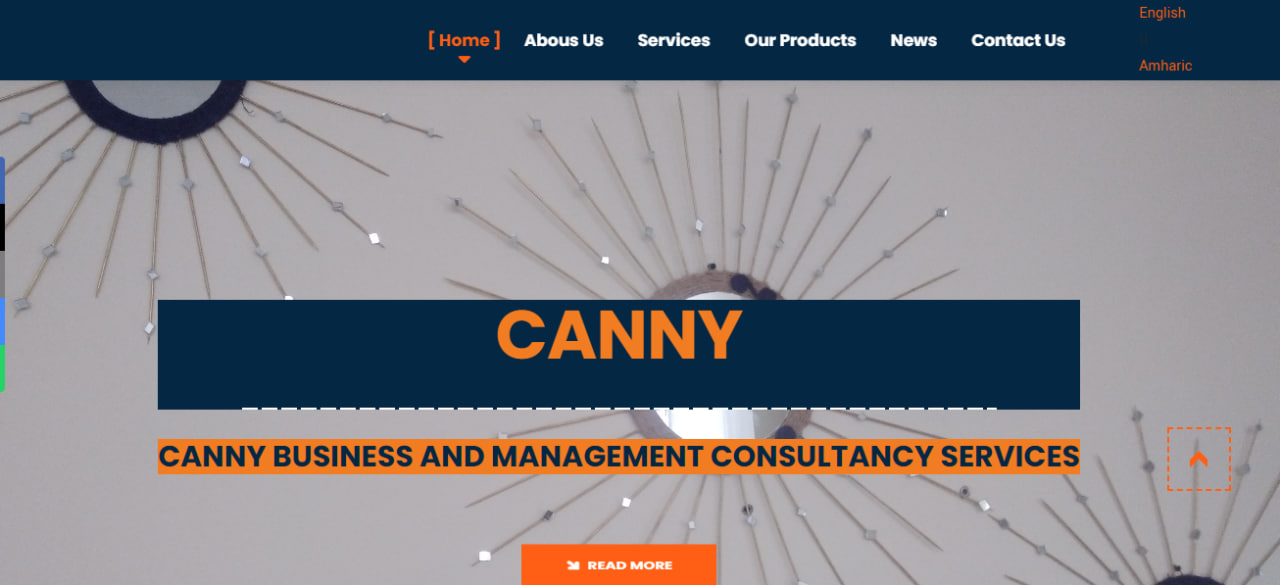 [ Home ] Abous Us Services Our Products News Contact Us
English
Amharic
CANNY
CANNY BUSINESS AND MANAGEMENT CONSULTANCY SERVICES
READ MORE